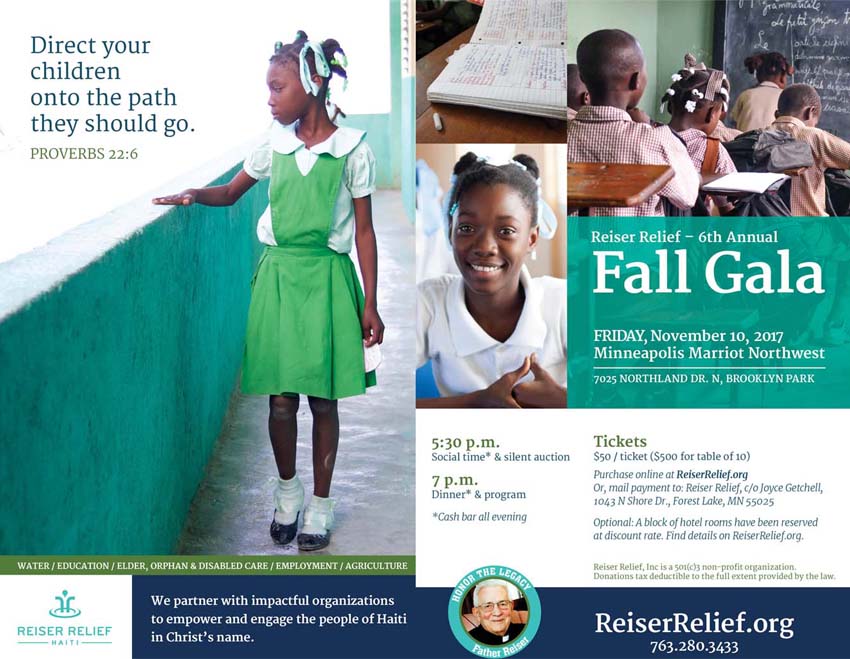 Direct your
children
onto the path
they should go.
PROVERBS 22:6
WATER / EDUCATION / ELDER, ORPHAN & DISABLED CARE / EMPLOYMENT / AGRICULTURE
REISER RELIEF
HAITI
We partner with impactful organizations
to empower and engage the people of Haiti
in Christ's name.
Reiser Relief – 6th Annual
Fall Gala
FRIDAY, November 10, 2017
Minneapolis Marriot Northwest
7025 NORTHLAND DR. N, BROOKLYN PARK
5:30 p.m.
Social time* & silent auction
7 p.m.
Dinner* & program
*Cash bar all evening
Tickets
$50 / ticket ($500 for table of 10)
Purchase online at ReiserRelief.org
Or, mail payment to: Reiser Relief, c/o Joyce Getchell,
1043 N Shore Dr., Forest Lake, MN 55025
Optional: A block of hotel rooms have been reserved
at discount rate. Find details on ReiserRelief.org.
Reiser Relief, Inc is a 501(c)3 non-profit organization.
Donations tax deductible to the full extent provided by the law.
HONOR THE LEGACY
Father Reiser
ReiserRelief.org
763.280.3433